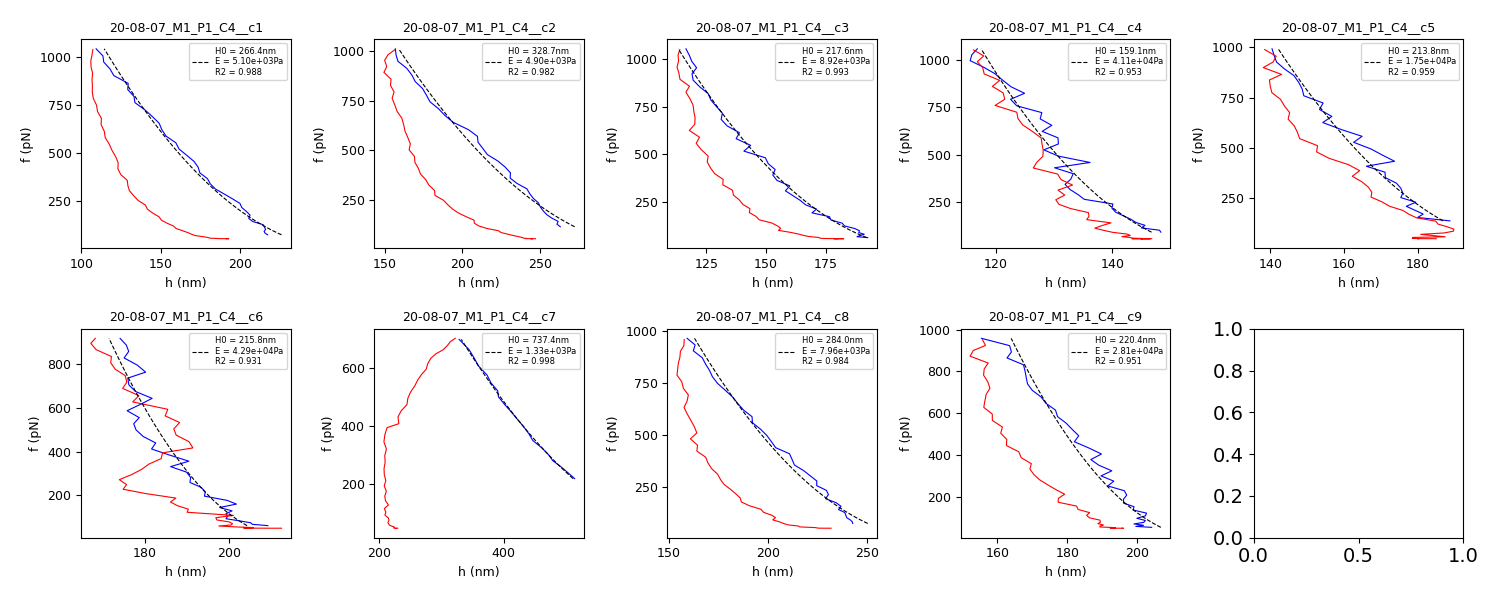 20-08-07_M1_P1_C4__c1
H0 = 266.4nm
E = 5.10e+03Pa
R2 = 0.988
1000
750
500
250
f (pN)
100
150
200
h (nm)
20-08-07_M1_P1_C4__c2
H0 = 328.7nm
E = 4.90e+03Pa
R2 = 0.982
1000
750
500
250
f (pN)
150
200
250
h (nm)
20-08-07_M1_P1_C4__c3
H0 = 217.6nm
E = 8.92e+03Pa
R2 = 0.993
1000
750
500
250
f (pN)
125
150
175
h (nm)
20-08-07_M1_P1_C4__c4
H0 = 159.1nm
E = 4.11e+04Pa
R2 = 0.953
1000
750
500
250
f (pN)
120
140
h (nm)
20-08-07_M1_P1_C4__c5
H0 = 213.8nm
E = 1.75e+04Pa
R2 = 0.959
1000
750
500
250
f (pN)
140
160
180
h (nm)
20-08-07_M1_P1_C4__c6
H0 = 215.8nm
E = 4.29e+04Pa
R2 = 0.931
800
600
400
200
f (pN)
180
200
h (nm)
20-08-07_M1_P1_C4__c7
H0 = 737.4nm
E = 1.33e+03Pa
R2 = 0.998
600
400
200
f (pN)
200
400
h (nm)
20-08-07_M1_P1_C4__c8
H0 = 284.0nm
E = 7.96e+03Pa
R2 = 0.984
1000
750
500
250
f (pN)
150
200
250
h (nm)
20-08-07_M1_P1_C4__c9
H0 = 220.4nm
E = 2.81e+04Pa
R2 = 0.951
1000
800
600
400
200
f (pN)
160
180
200
h (nm)
1.0
0.8
0.6
0.4
0.2
0.0
0.0
0.5
1.0